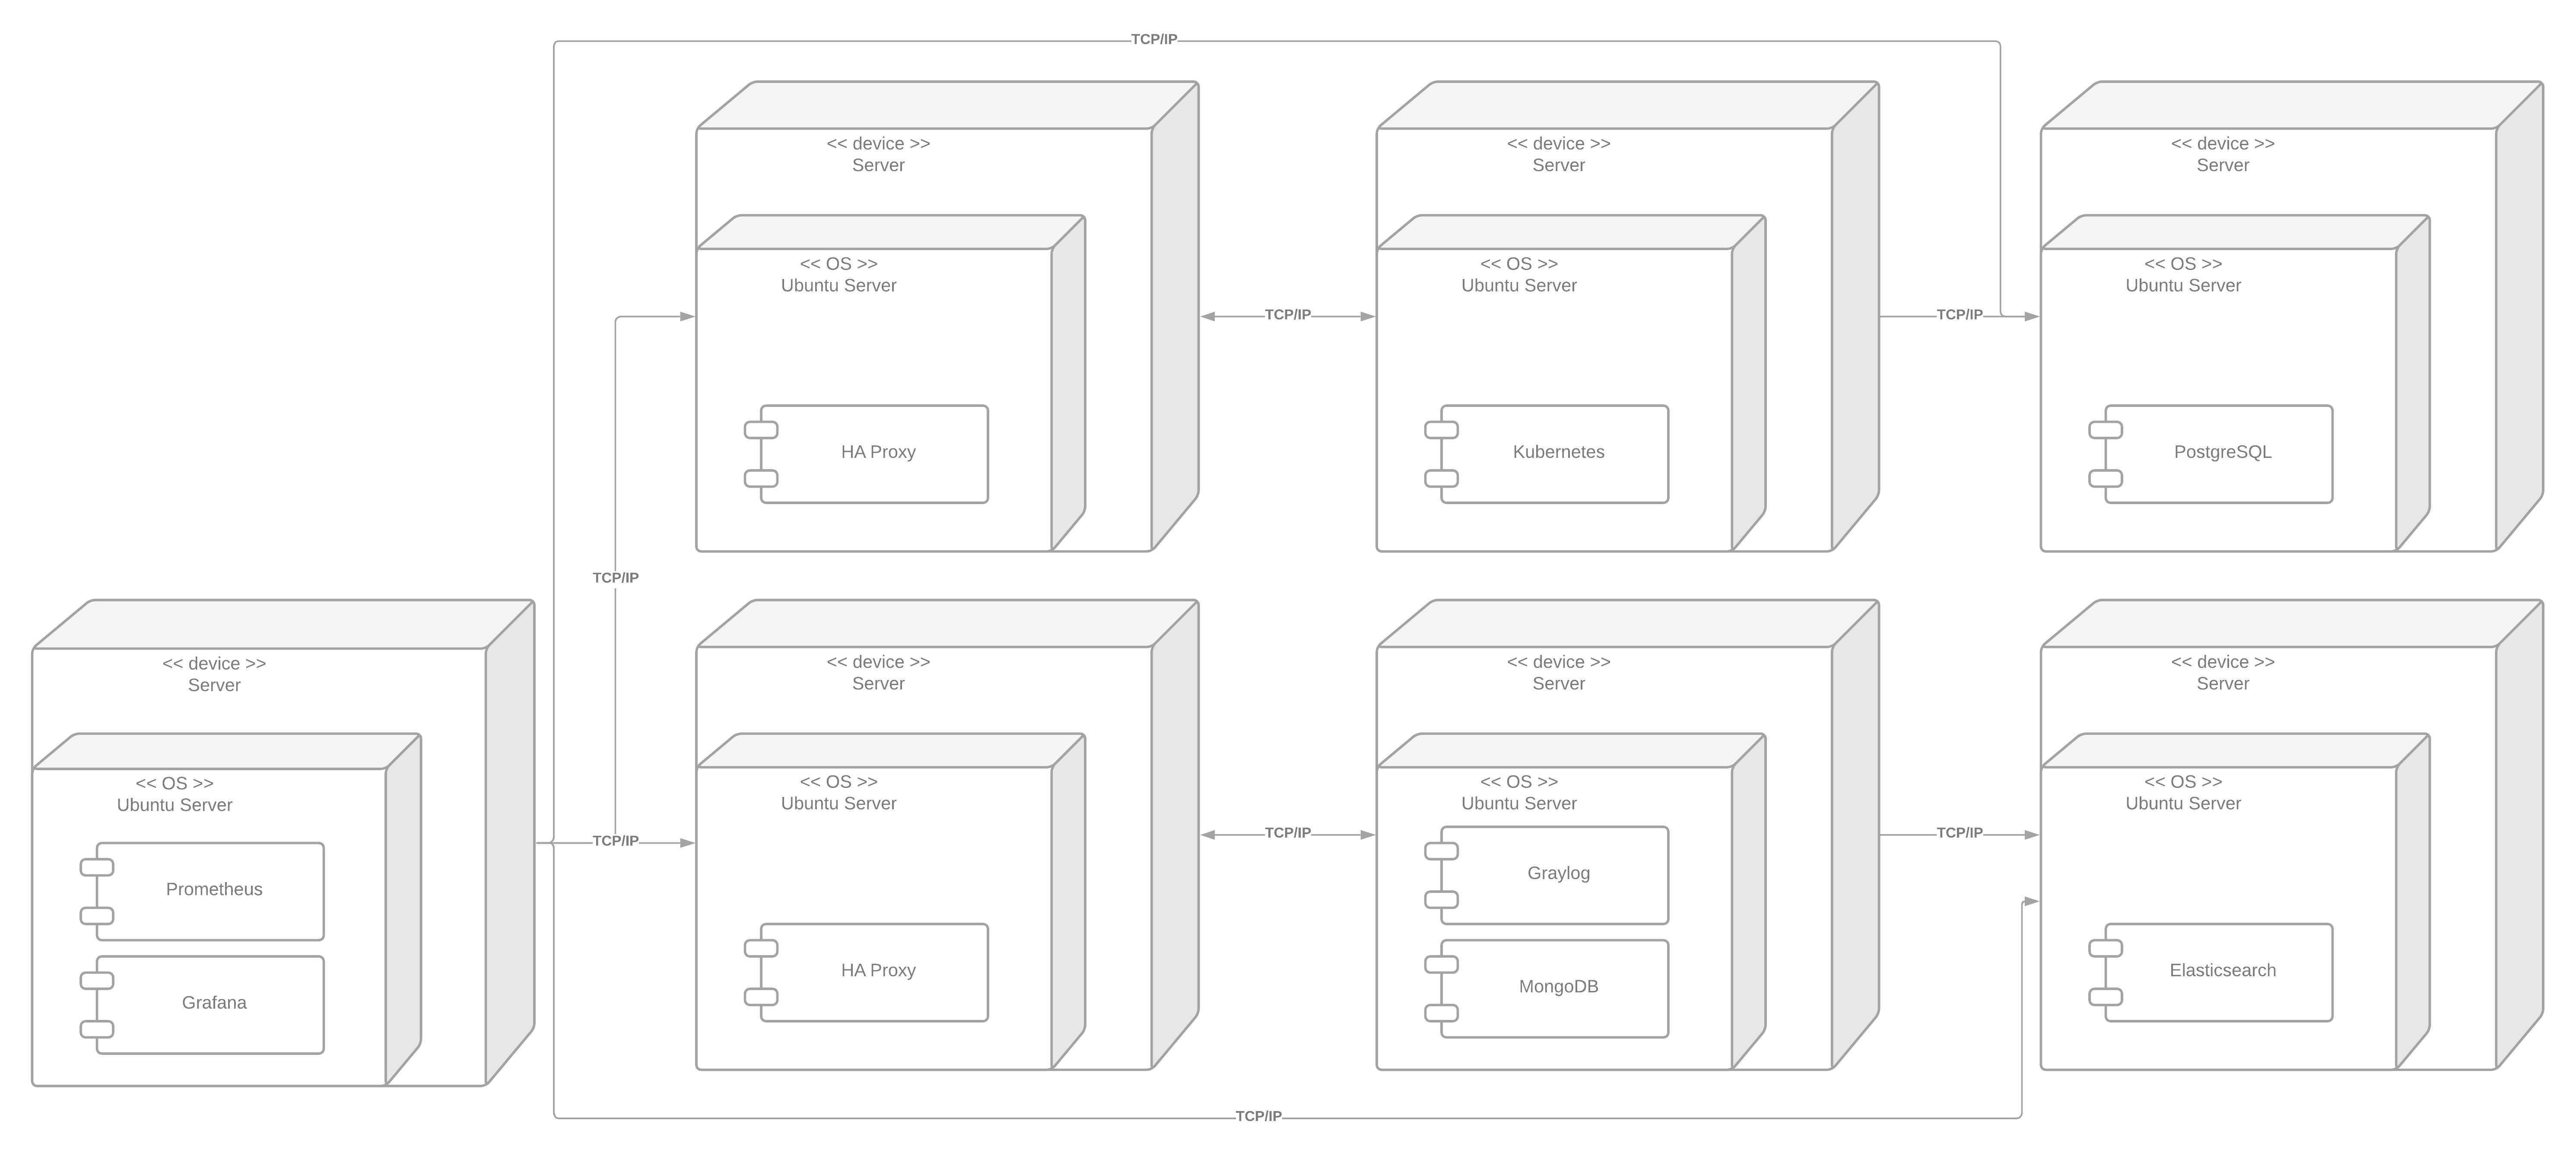 TCP/IP
<< device >>
Server
<< OS >>
Ubuntu Server
HA Proxy
TCP/IP
<< device >>
Server
<< OS >>
Ubuntu Server
Kubernetes
TCP/IP
<< device >>
Server
<< OS >>
Ubuntu Server
PostgreSQL
TCP/IP
<< device >>
Server
<< OS >>
Ubuntu Server
Prometheus
Grafana
TCP/IP
<< device >>
Server
<< OS >>
Ubuntu Server
HA Proxy
TCP/IP
<< device >>
Server
<< OS >>
Ubuntu Server
Graylog
MongoDB
TCP/IP
<< device >>
Server
<< OS >>
Ubuntu Server
Elasticsearch
TCP/IP